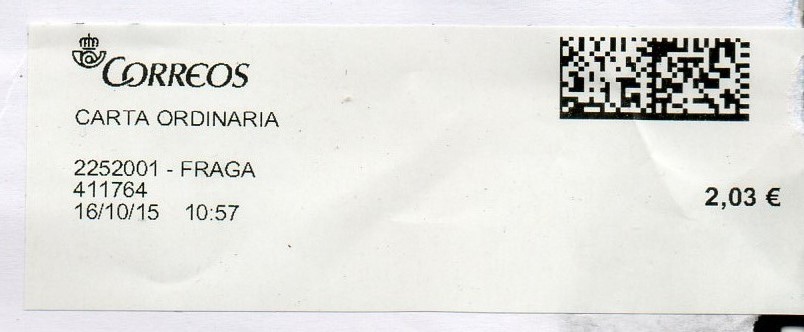 CORREOS
CARTA ORDINARIA
2252001 - FRAGA
411764
16/10/15 10:57
2,03 €